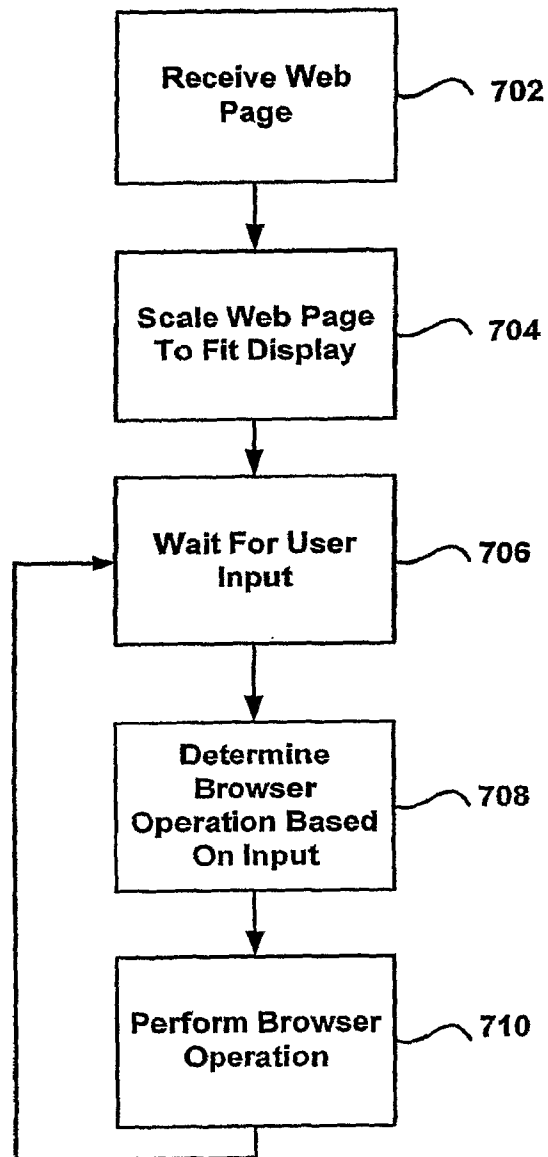 Receive Web
Page
702
Scale Web Page
To Fit Display
704
Wait For User
Input
706
Determine
Browser
Operation Based
On Input
708
Perform Browser
Operation
710